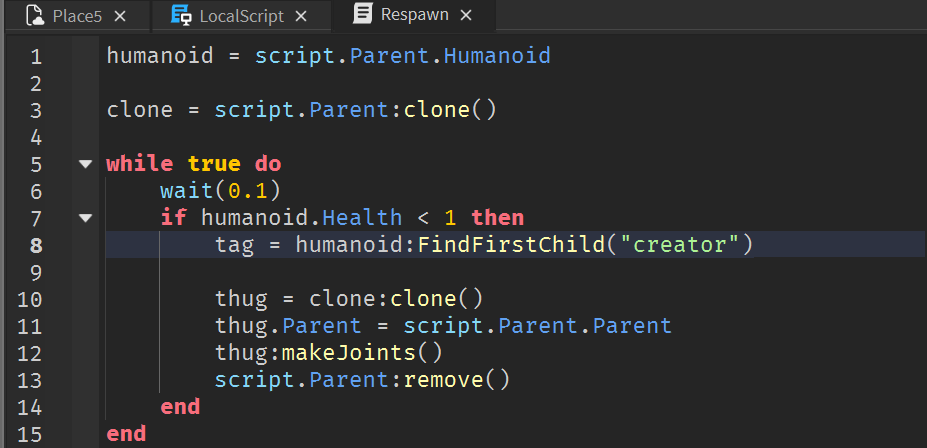 Place5 LocalScript Respawn
1 humanoid = script.Parent.Humanoid
2
3 clone = script.Parent:clone()
4
5 while true do
6 wait(0.1)
7 if humanoid.Health < 1 then
8 tag = humanoid:FindFirstChild("creator")
9
10 thug = clone:clone()
11 thug.Parent = script.Parent.Parent
12 thug:makeJoints()
13 script.Parent:remove()
14 end
15 end